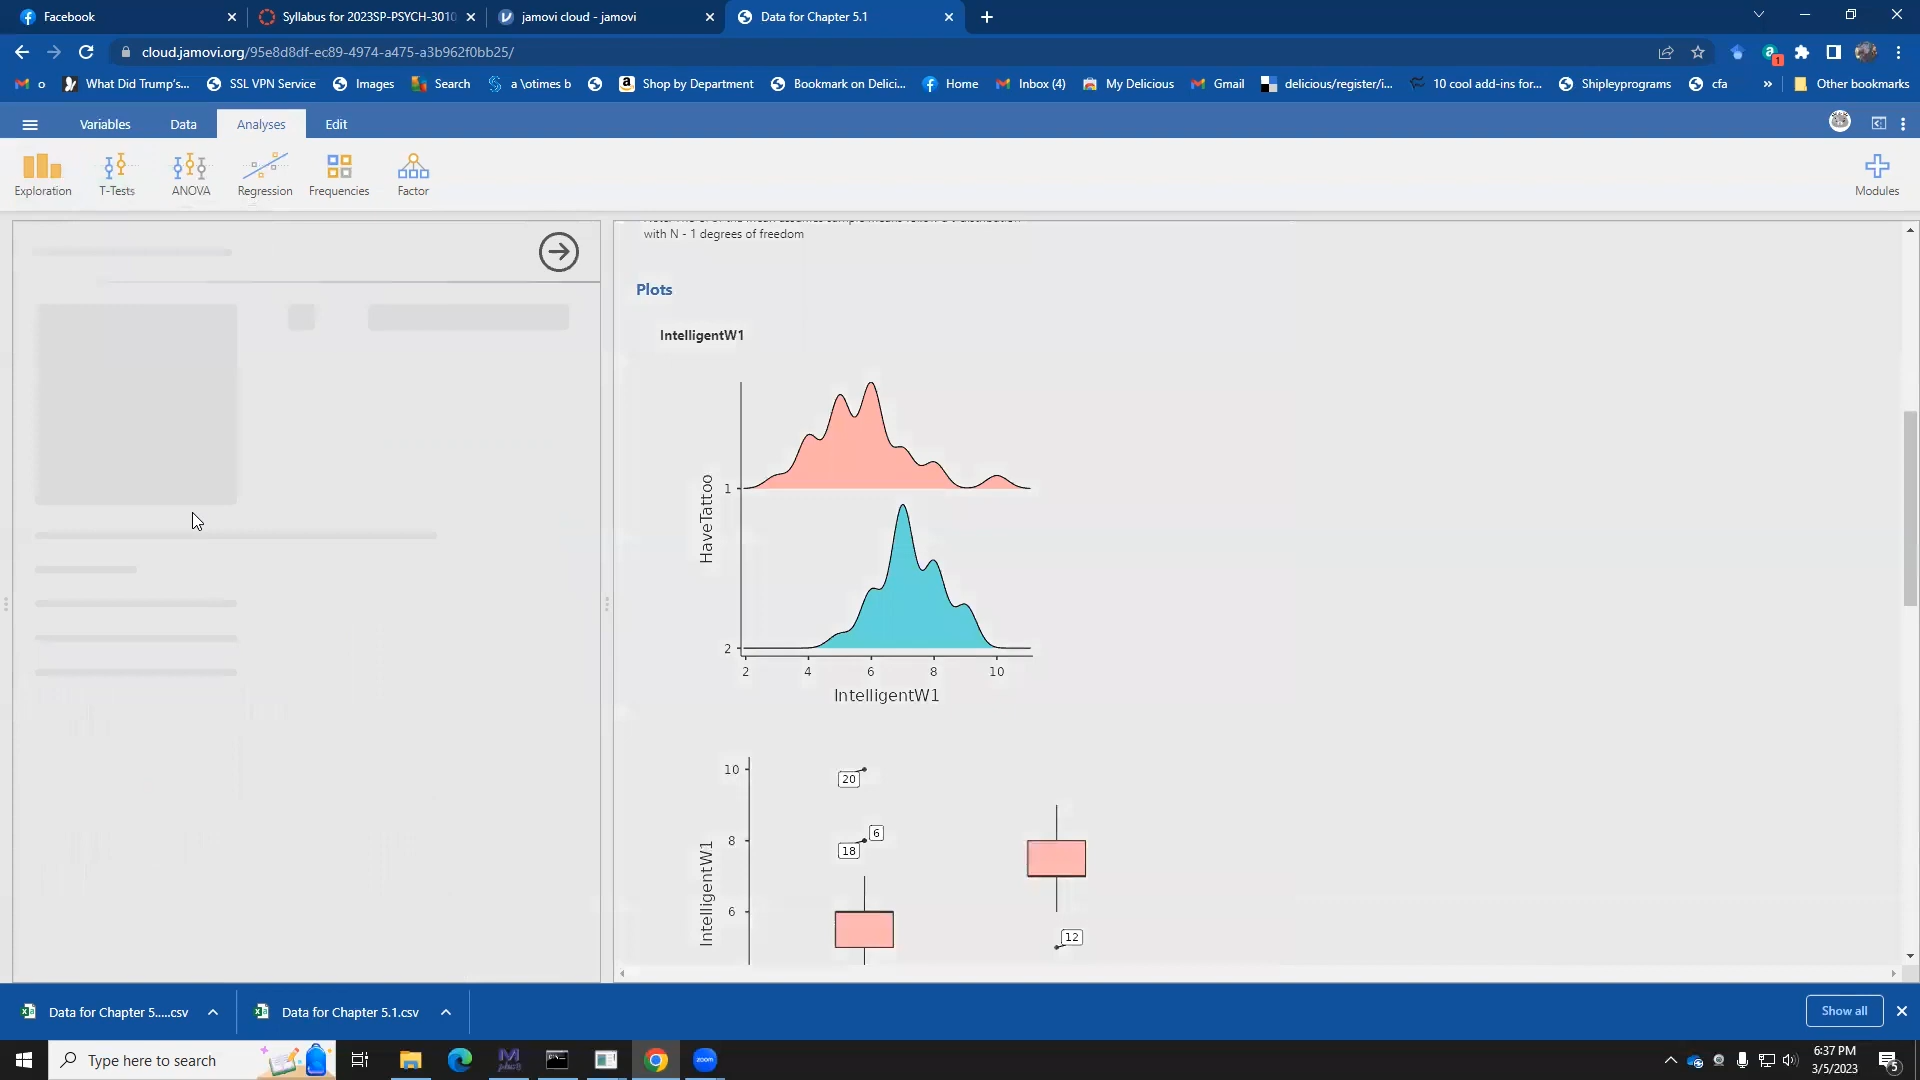 Facebook
Syllabus for 2023SP-PSYCH-3010
jamovi cloud - jamovi
Data for Chapter 5.1
cloud.jamovi.org/95e8d8df-ec89-4974-a475-a3b962f0bb25/
1
o
What Did Trump's...
SSL VPN Service
Images
Search
a \otimes b
Shop by Department
Bookmark on Delici...
Home
Inbox (4)
My Delicious
Gmail
delicious/register/i...
10 cool add-ins for...
Shipleyprograms
cfa
»
Other bookmarks
Variables
Data
Analyses
Edit
Exploration
T-Tests
ANOVA
Regression
Frequencies
Factor
Modules
with N - 1 degrees of freedom
Plots
IntelligentW1
HaveTattoo
1
2
2 4 6 8 10
IntelligentW1
IntelligentW1
10
8
6
20
6
18
12
Data for Chapter 5.....csv
Data for Chapter 5.1.csv
Show all
Type here to search
zoom
6:37 PM
3/5/2023
5